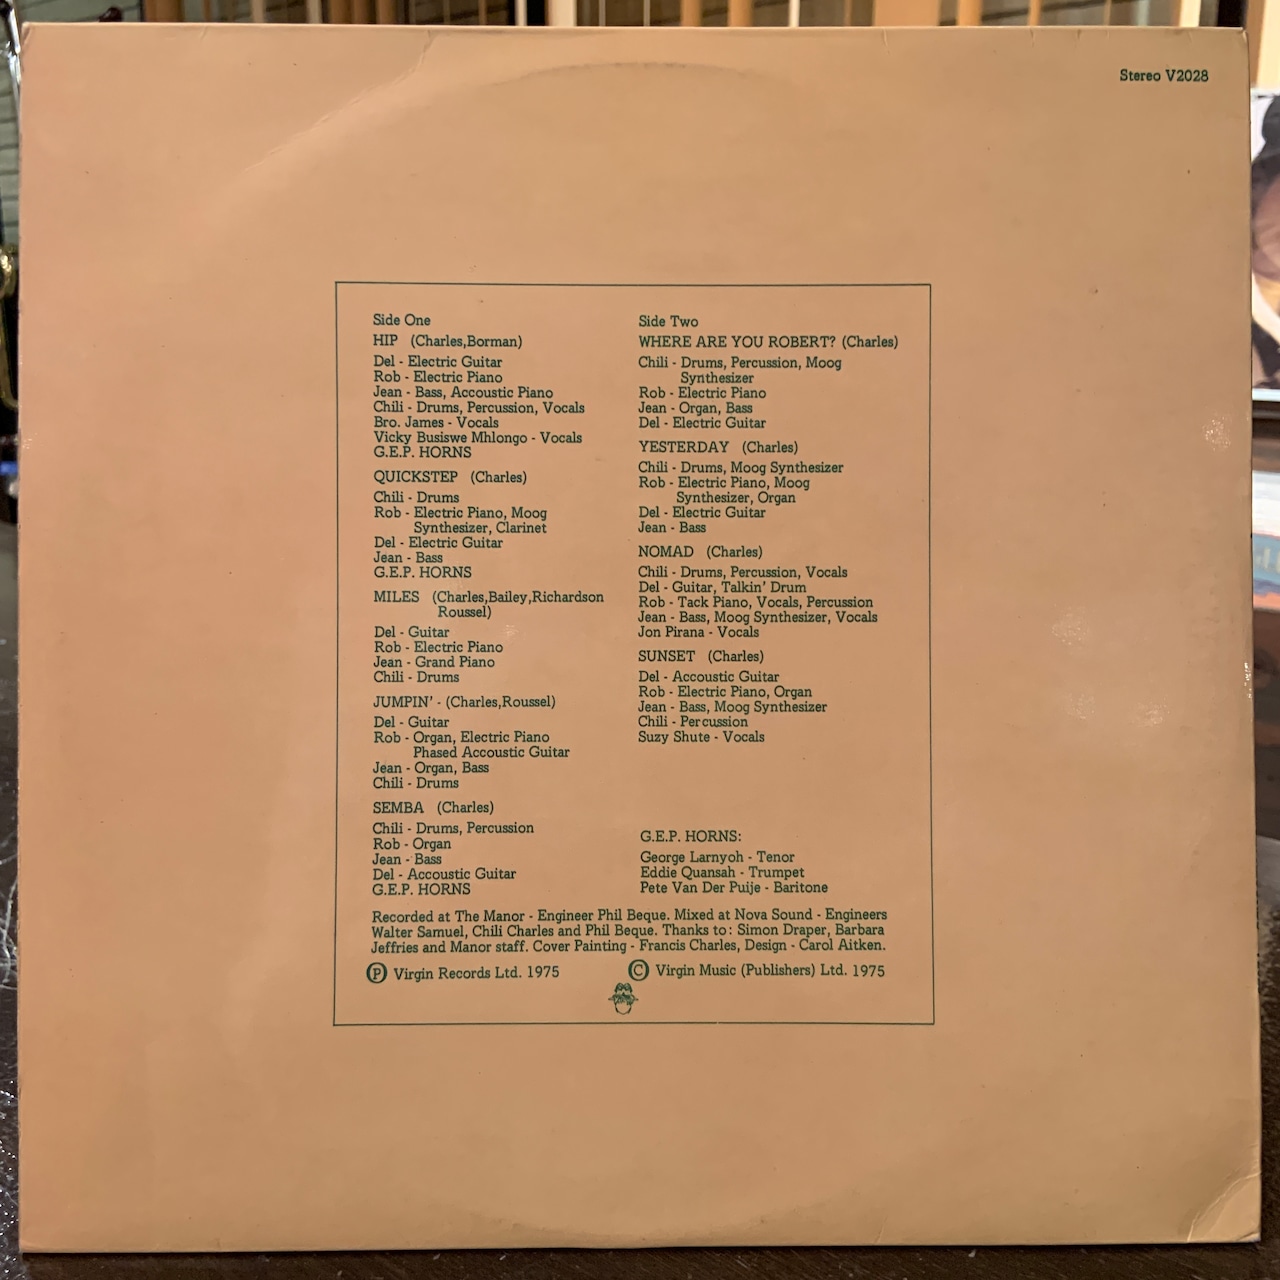 Stereo V2028
Side One
HIP (Charles,Borman)
Del - Electric Guitar
Rob - Electric Piano
Jean - Bass, Accoustic Piano
Chili - Drums, Percussion, Vocals
Bro. James - Vocals
Vicky Busiswe Mhlongo - Vocals
G.E.P. HORNS
QUICKSTEP (Charles)
Chili - Drums
Rob - Electric Piano, Moog
Synthesizer, Clarinet
Del - Electric Guitar
Jean - Bass
G.E.P. HORNS
MILES (Charles,Bailey,Richardson
Roussel)
Del - Guitar
Rob - Electric Piano
Jean - Grand Piano
Chili - Drums
JUMPIN' - (Charles,Roussel)
Del - Guitar
Rob - Organ, Electric Piano
Phased Accoustic Guitar
Jean - Organ, Bass
Chili - Drums
SEMBA (Charles)
Chili - Drums, Percussion
Rob - Organ
Jean - Bass
Del - Accoustic Guitar
G.E.P. HORNS
Side Two
WHERE ARE YOU ROBERT? (Charles)
Chili - Drums, Percussion, Moog
Synthesizer
Rob - Electric Piano
Jean - Organ, Bass
Del - Electric Guitar
YESTERDAY (Charles)
Chili - Drums, Moog Synthesizer
Rob - Electric Piano, Moog
Synthesizer, Organ
Del - Electric Guitar
Jean - Bass
NOMAD (Charles)
Chili - Drums, Percussion, Vocals
Del - Guitar, Talkin' Drum
Rob - Tack Piano, Vocals, Percussion
Jean - Bass, Moog Synthesizer, Vocals
Jon Pirana - Vocals
SUNSET (Charles)
Del - Accoustic Guitar
Rob - Electric Piano, Organ
Jean - Bass, Moog Synthesizer
Chili - Percussion
Suzy Shute - Vocals
G.E.P. HORNS:
George Larnyoh - Tenor
Eddie Quansah - Trumpet
Pete Van Der Puije - Baritone
Recorded at The Manor - Engineer Phil Beque. Mixed at Nova Sound - Engineers
Walter Samuel, Chili Charles and Phil Beque. Thanks to: Simon Draper, Barbara
Jeffries and Manor staff. Cover Painting - Francis Charles, Design - Carol Aitken.
Ⓟ Virgin Records Ltd. 1975 Ⓒ Virgin Music (Publishers) Ltd. 1975